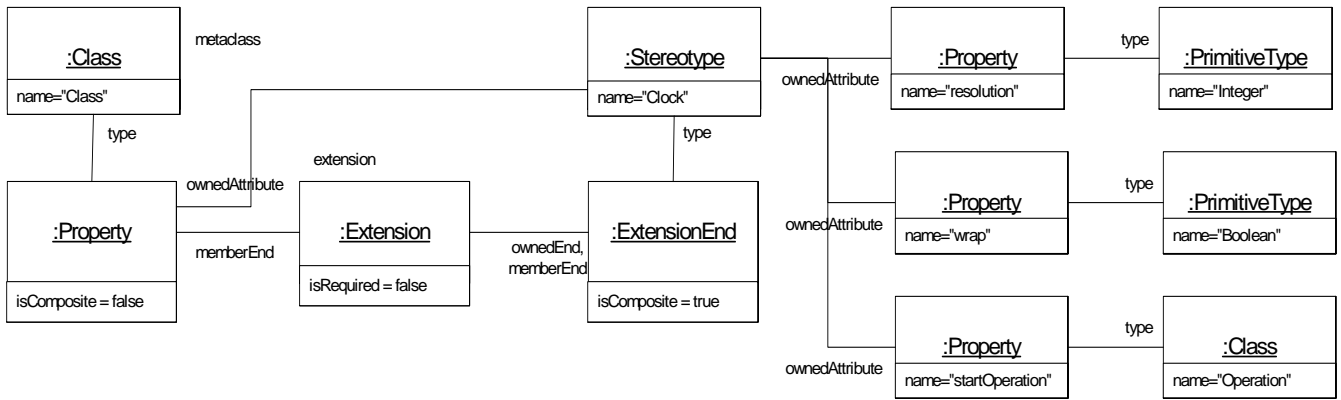 :Class
name="Class"
metaclass
:Stereotype
name="Clock"
ownedAttribute
:Property
name="resolution"
type
:PrimitiveType
name="Integer"
type
:Property
isComposite = false
ownedAttribute
memberEnd
extension
:Extension
isRequired = false
ownedEnd,
memberEnd
type
:ExtensionEnd
isComposite = true
ownedAttribute
:Property
name="wrap"
type
:PrimitiveType
name="Boolean"
ownedAttribute
:Property
name="startOperation"
type
:Class
name="Operation"